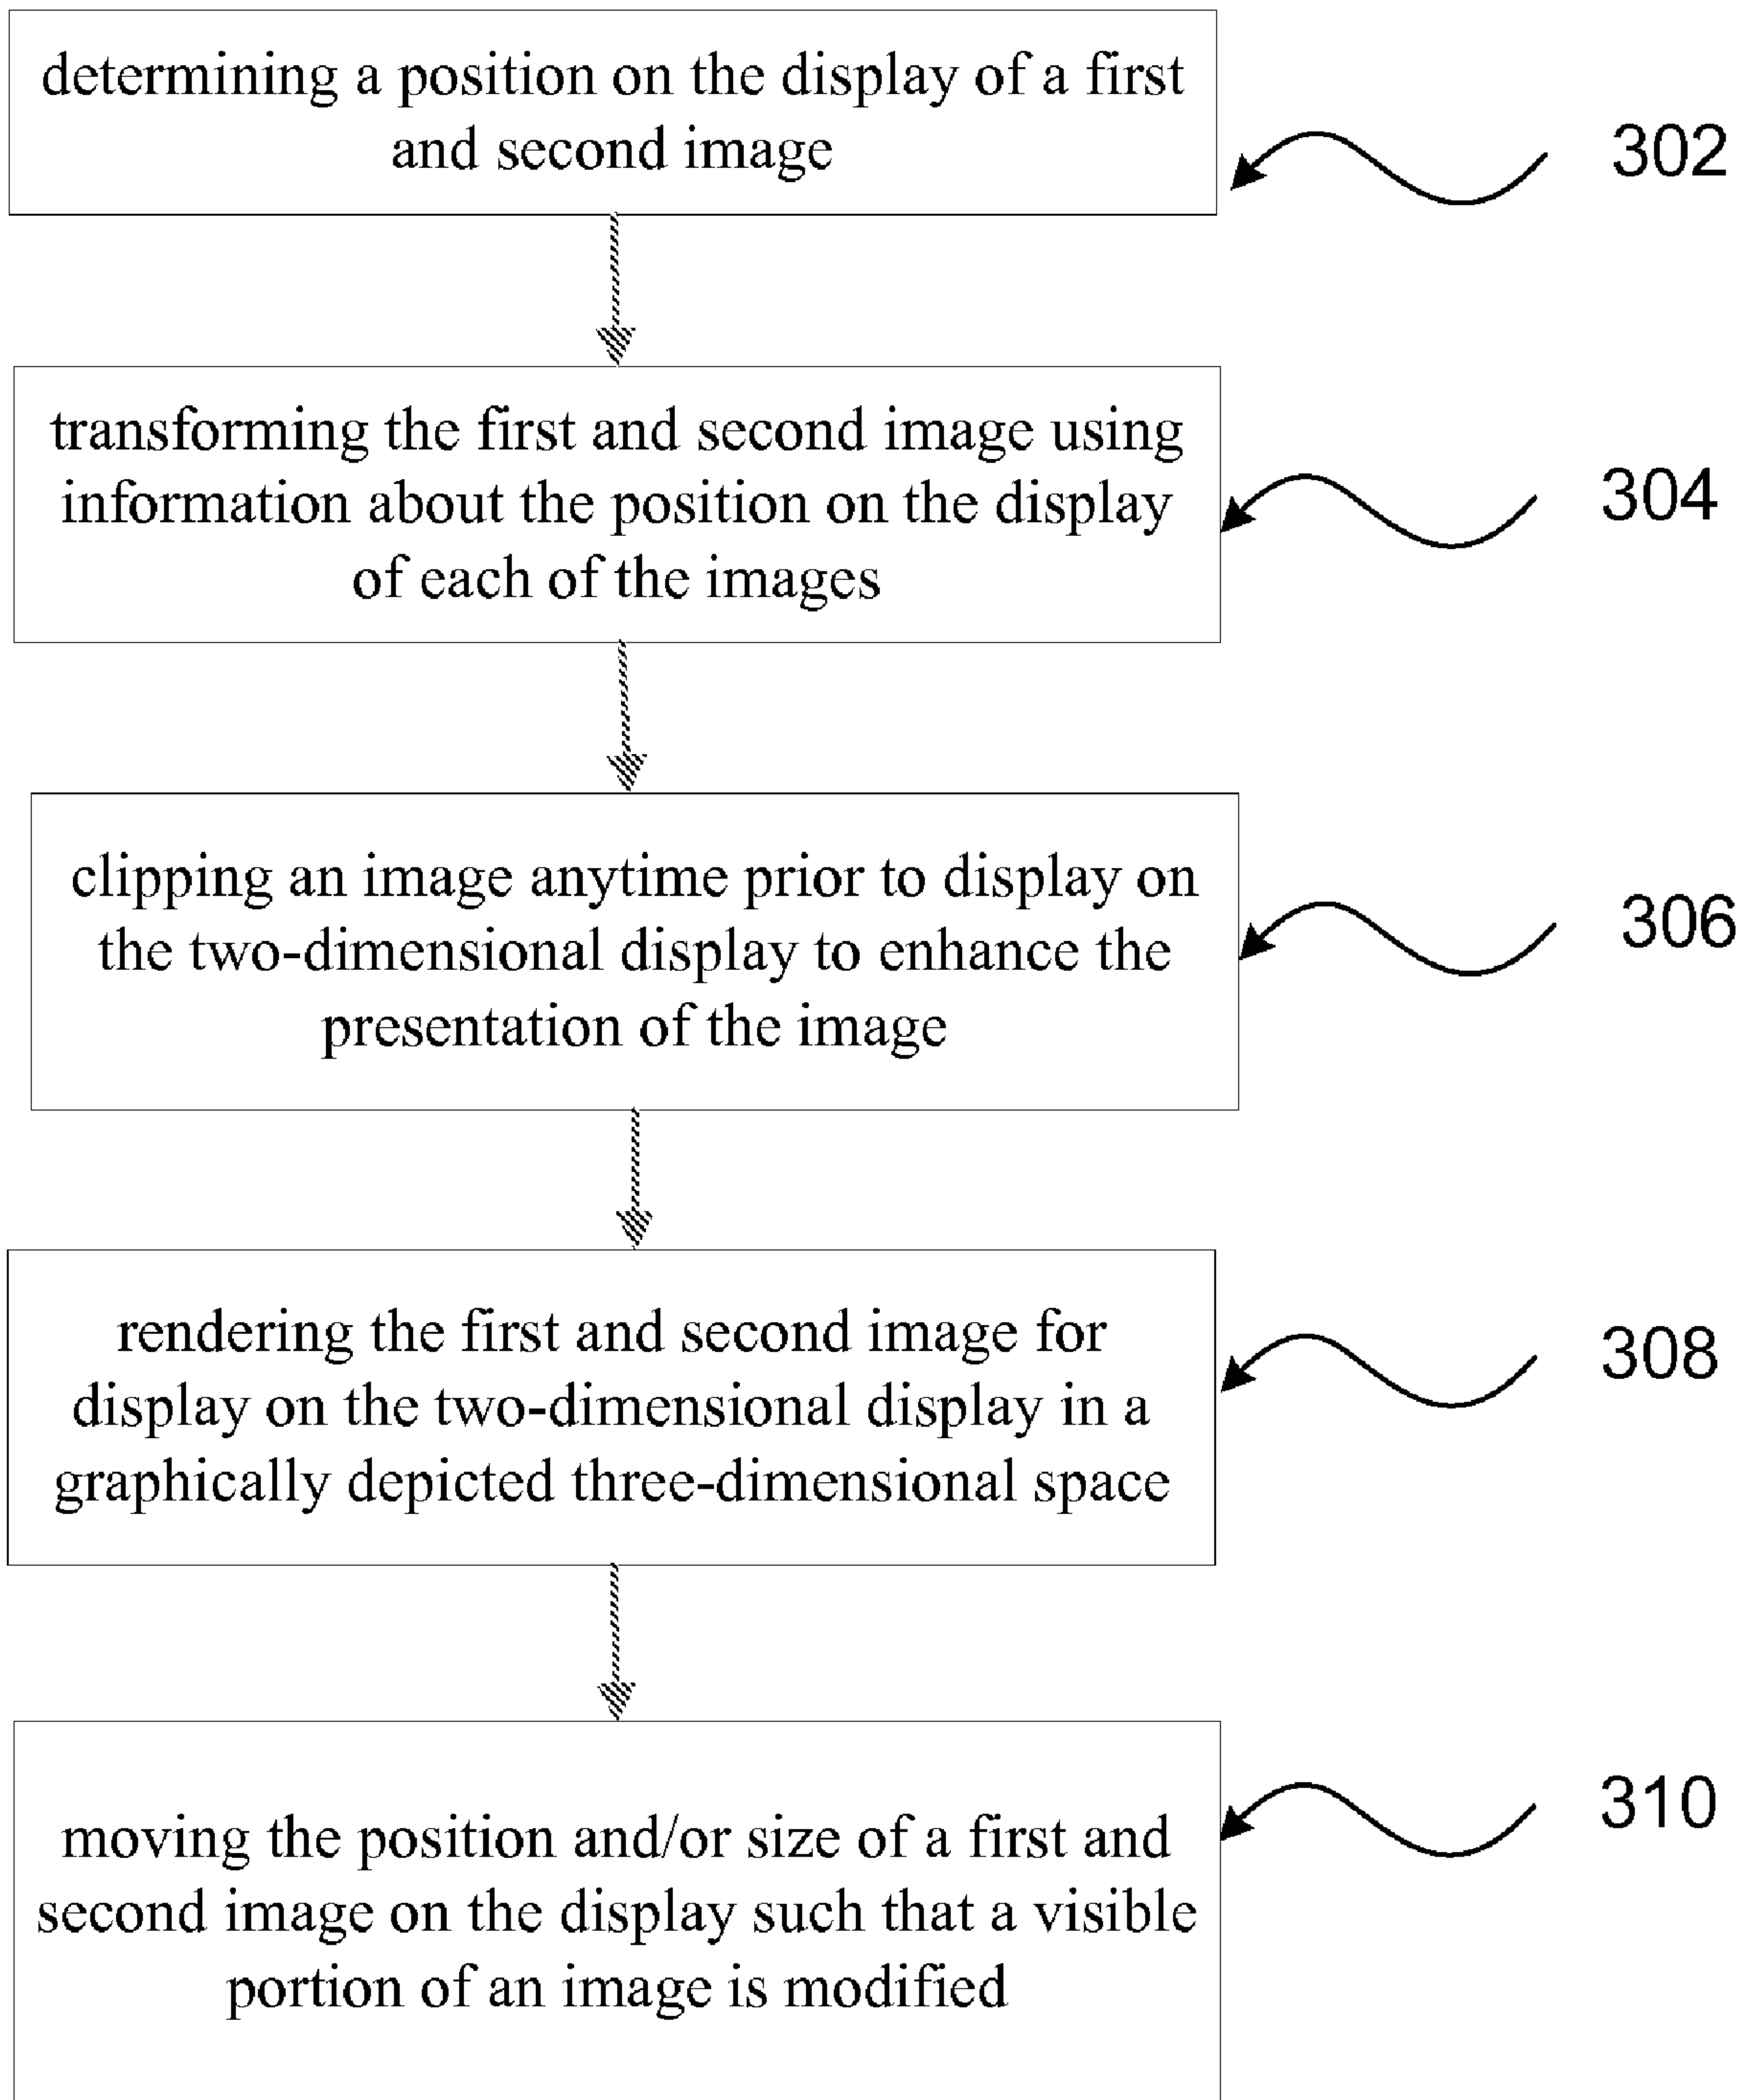 determining a position on the display of a first
and second image
302
transforming the first and second image using
information about the position on the display
of each of the images
304
clipping an image anytime prior to display on
the two-dimensional display to enhance the
presentation of the image
306
rendering the first and second image for
display on the two-dimensional display in a
graphically depicted three-dimensional space
308
moving the position and/or size of a first and
second image on the display such that a visible
portion of an image is modified
310